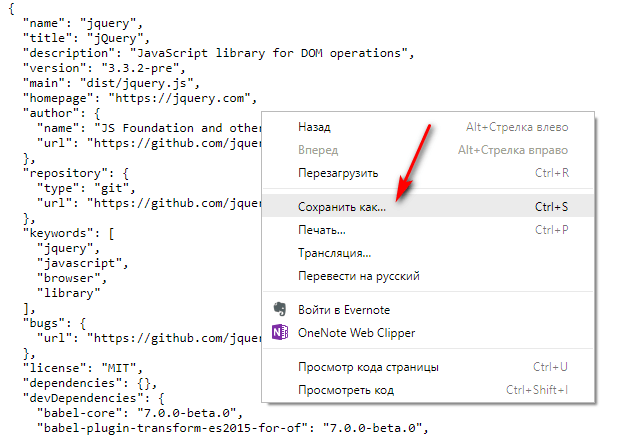 {
"name": "jquery",
"title": "jQuery",
"description": "JavaScript library for DOM operations",
"version": "3.3.2-pre",
"main": "dist/jquery.js",
"homepage": "https://jquery.com",
"author": {
"name": "JS Foundation and other
"url": "https://github.com/jquer
},
"repository": {
"type": "git",
"url": "https://github.com/jquer
},
"keywords": [
"jquery",
"javascript",
"browser",
"library"
],
"bugs": {
"url": "https://github.com/jquer
},
"license": "MIT",
"dependencies": {},
"devDependencies": {
"babel-core": "7.0.0-beta.0",
"babel-plugin-transform-es2015-for-of": "7.0.0-beta.0",
Назад Alt+Стрелка влево
Вперед Alt+Стрелка вправо
Перезагрузить Ctrl+R
Сохранить как... Ctrl+S
Печать... Ctrl+P
Трансляция...
Перевести на русский
Войти в Evernote
OneNote Web Clipper
Просмотр кода страницы Ctrl+U
Просмотреть код Ctrl+Shift+I